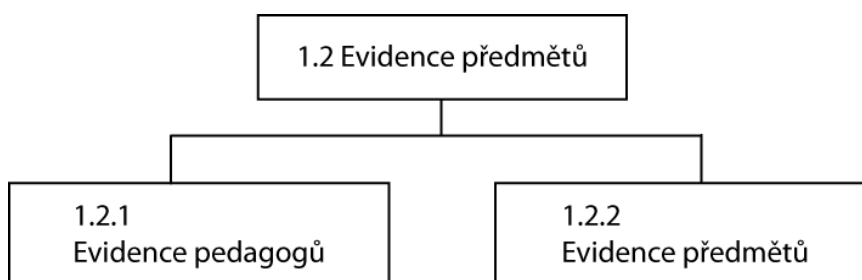 1.2 Evidence předmětů
1.2.1
Evidence pedagogů
1.2.2
Evidence předmětů